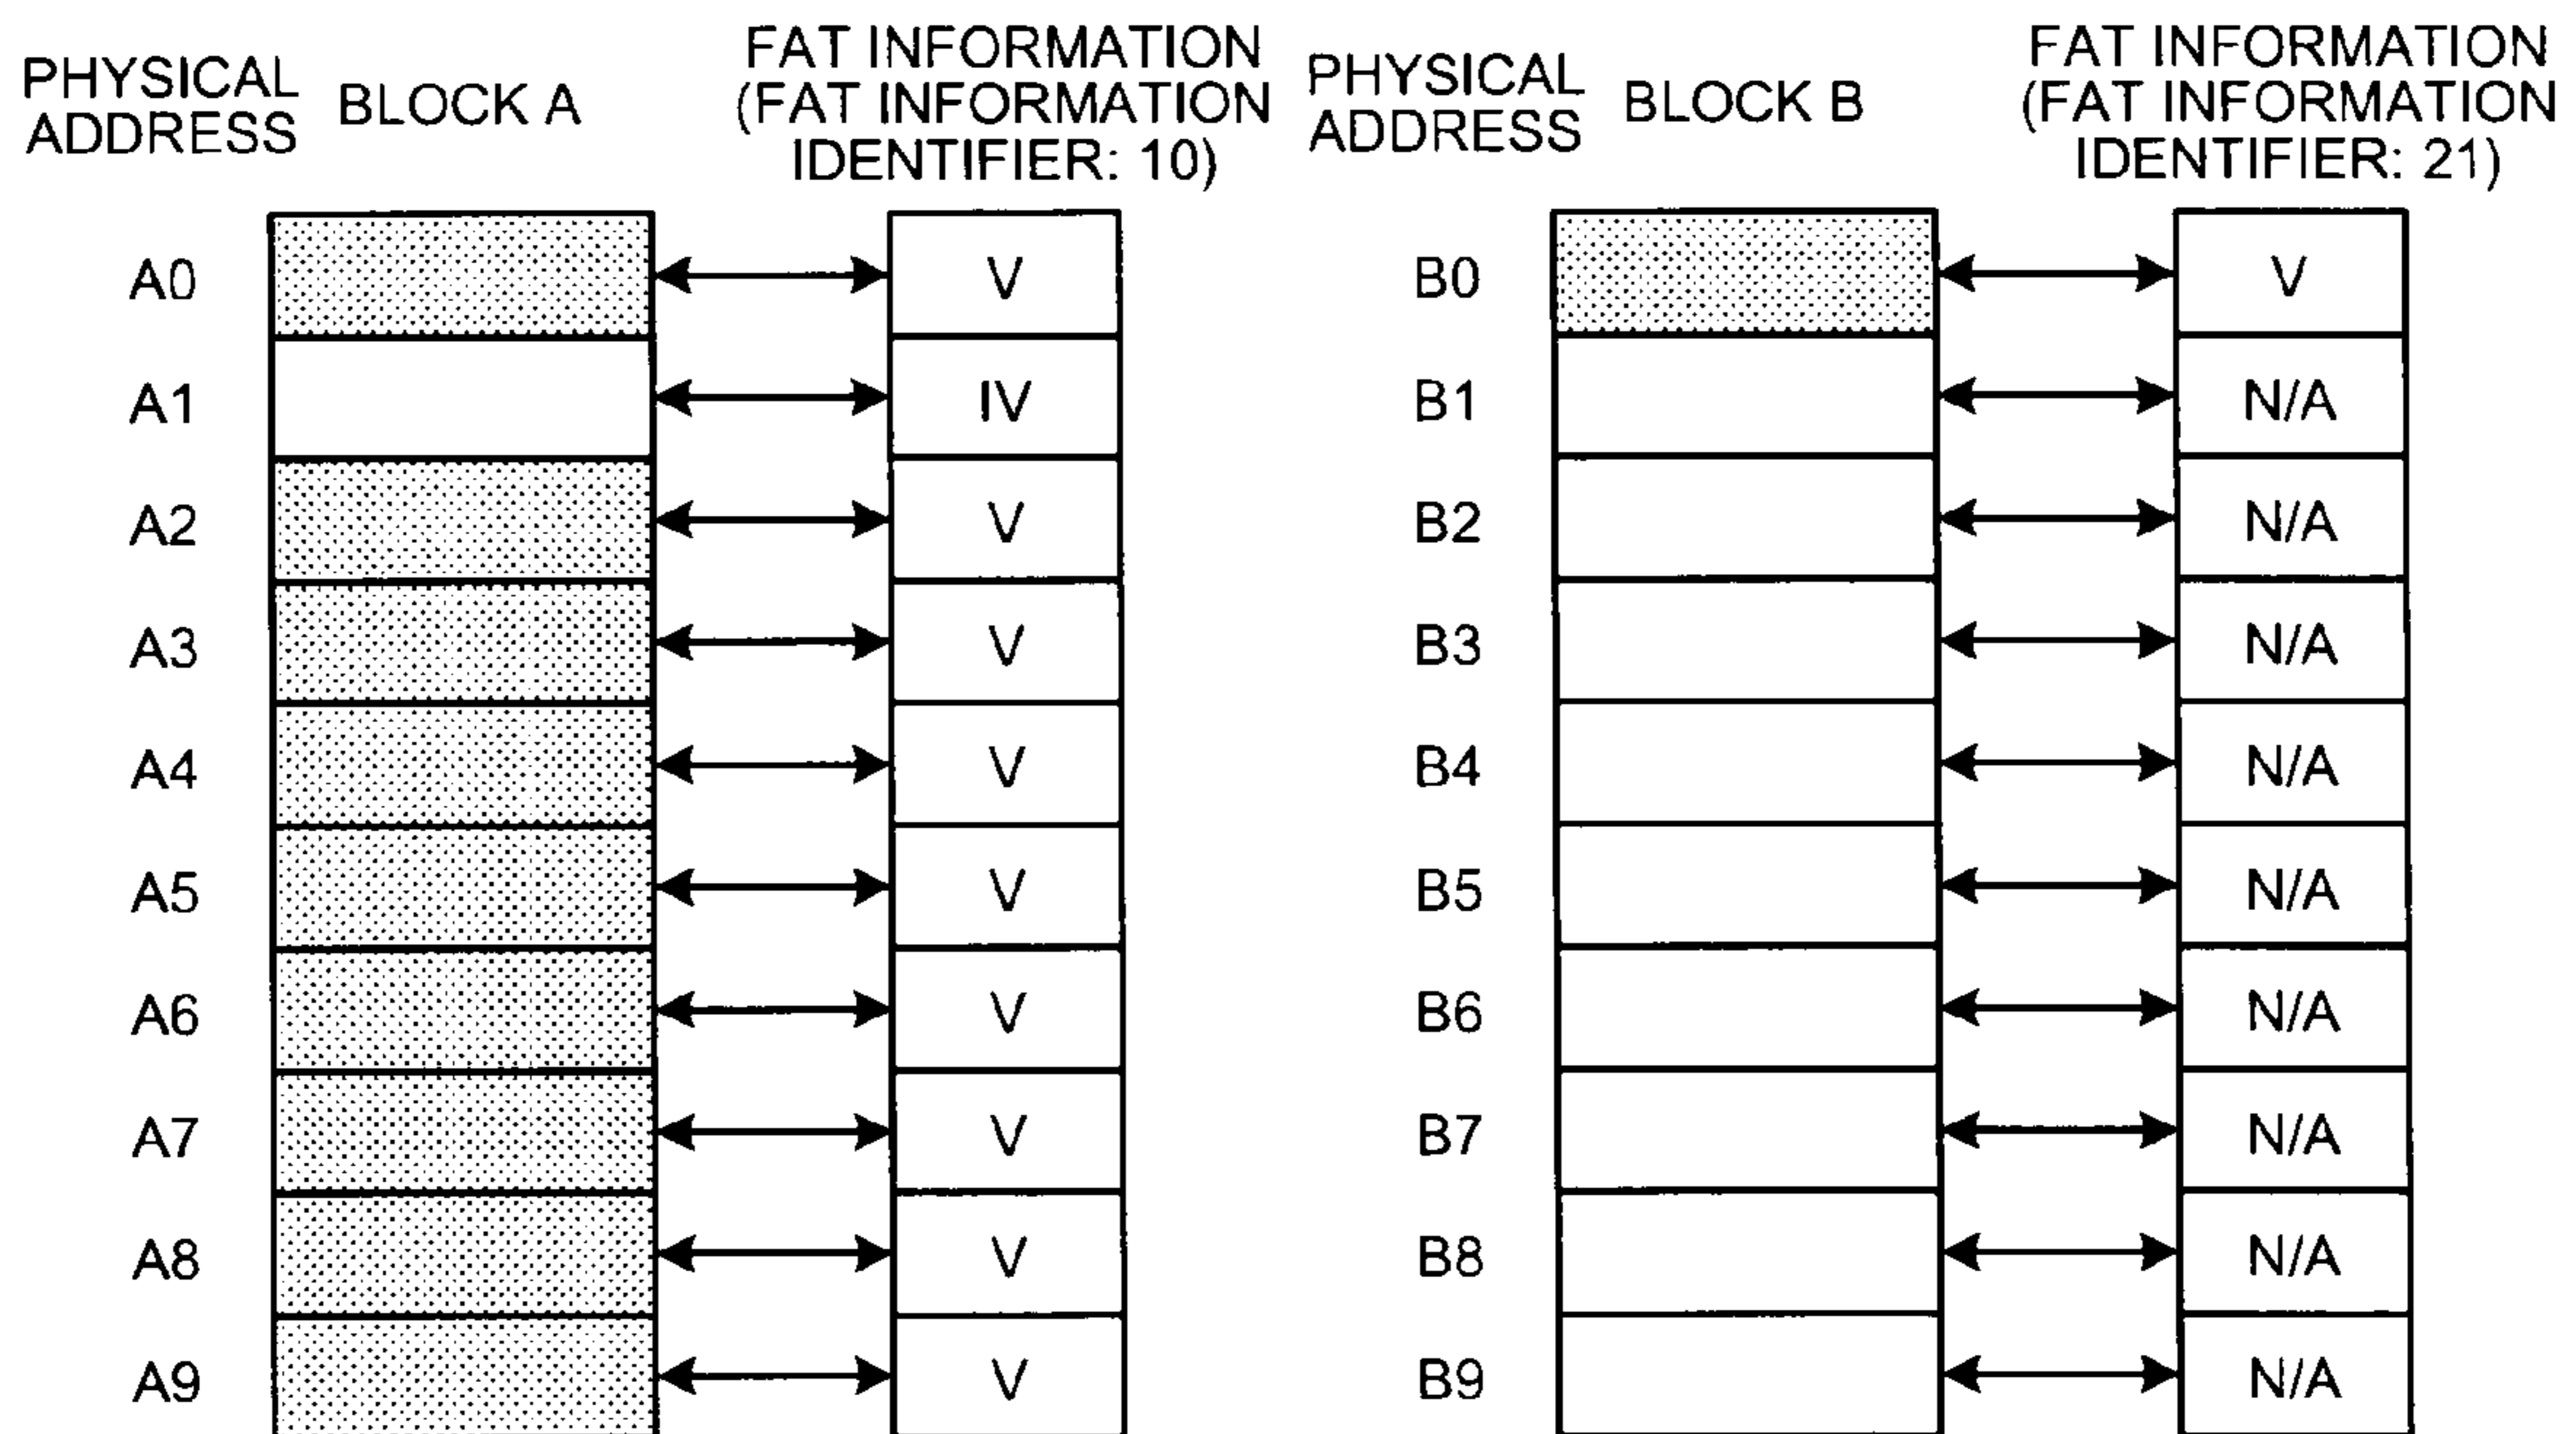 PHYSICAL
ADDRESS
BLOCK A
FAT INFORMATION
(FAT INFORMATION
IDENTIFIER: 10)
A0 V
A1 IV
A2 V
A3 V
A4 V
A5 V
A6 V
A7 V
A8 V
A9 V
PHYSICAL
ADDRESS
BLOCK B
FAT INFORMATION
(FAT INFORMATION
IDENTIFIER: 21)
B0 V
B1 N/A
B2 N/A
B3 N/A
B4 N/A
B5 N/A
B6 N/A
B7 N/A
B8 N/A
B9 N/A